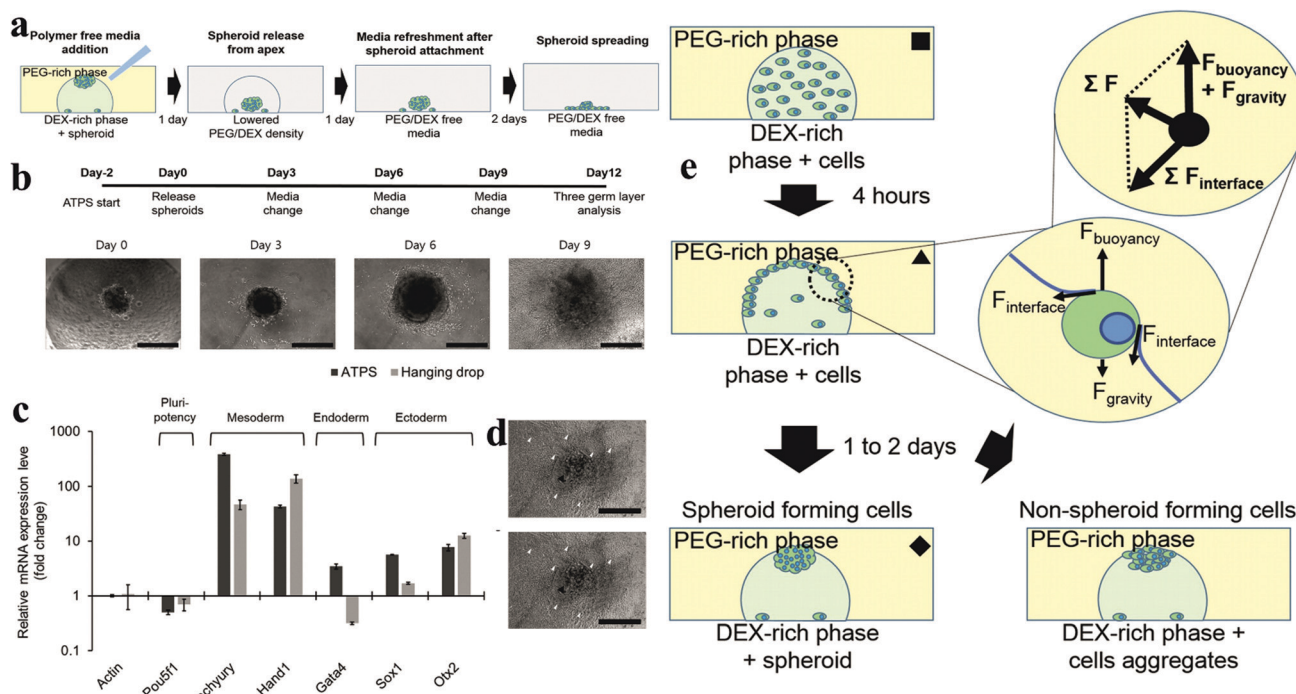 a
Polymer free media
addition
Spheroid release
from apex
Media refreshment after
spheroid attachment
Spheroid spreading
PEG-rich phase
DEX-rich phase
+ spheroid
1 day
Lowered
PEG/DEX density
1 day
PEG/DEX free
media
2 days
PEG/DEX free
media
b
Day-2
Day0
Day3
Day6
Day9
Day12
ATPS start
Release
spheroids
Media
change
Media
change
Media
change
Three germ layer
analysis
Day 0
Day 3
Day 6
Day 9
ATPS
Hanging drop
c
Pluri-
potency
Mesoderm
Endoderm
Ectoderm
Relative mRNA expression leve
(fold change)
1000
100
10
1
0.1
Actin
Pou5f1
achyury
Hand1
Gata4
Sox1
Otx2
d
e
PEG-rich phase
DEX-rich
phase + cells
4 hours
PEG-rich phase
DEX-rich
phase + cells
Σ F
F buoyancy
+ F gravity
Σ F interface
F buoyancy
F interface
F interface
F gravity
1 to 2 days
Spheroid forming cells
PEG-rich phase
DEX-rich phase
+ spheroid
Non-spheroid forming cells
PEG-rich phase
DEX-rich phase +
cells aggregates